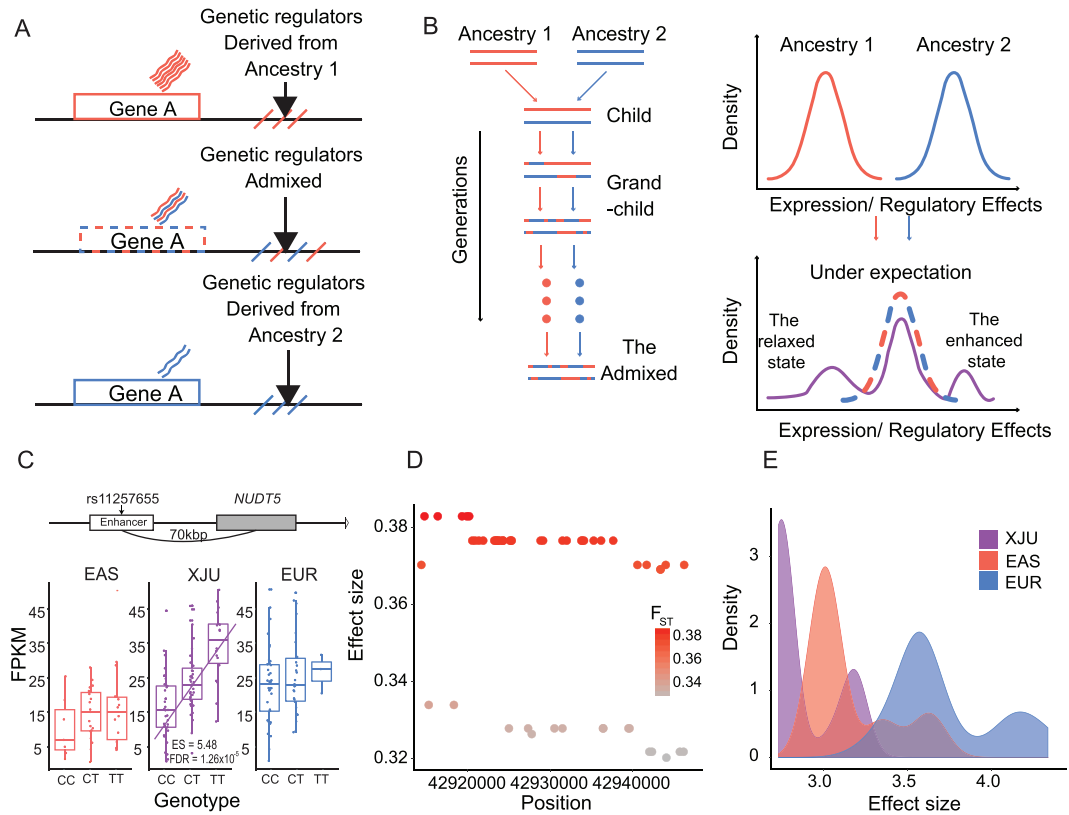 A
Genetic regulators
Derived from
Ancestry 1
Gene A
Genetic regulators
Admixed
Gene A
Genetic regulators
Derived from
Ancestry 2
Gene A
B
Ancestry 1
Ancestry 2
Child
Grand
-child
Generations
The
Admixed
Ancestry 1
Ancestry 2
Density
Expression/ Regulatory Effects
Under expectation
The
relaxed
state
The
enhanced
state
Density
Expression/ Regulatory Effects
C
rs11257655
NUDT5
Enhancer
70kbp
EAS
XJU
EUR
FPKM
45
35
25
15
5
45
35
25
15
5
45
35
25
15
5
ES = 5.48
FDR = 1.26x10⁻⁵
CC
CT
TT
CC
CT
TT
CC
CT
TT
Genotype
D
Effect size
0.38
0.36
0.34
0.32
F_ST
0.38
0.36
0.34
42920000
42930000
42940000
Position
E
XJU
EAS
EUR
Density
3
2
1
0
3.0
3.5
4.0
Effect size